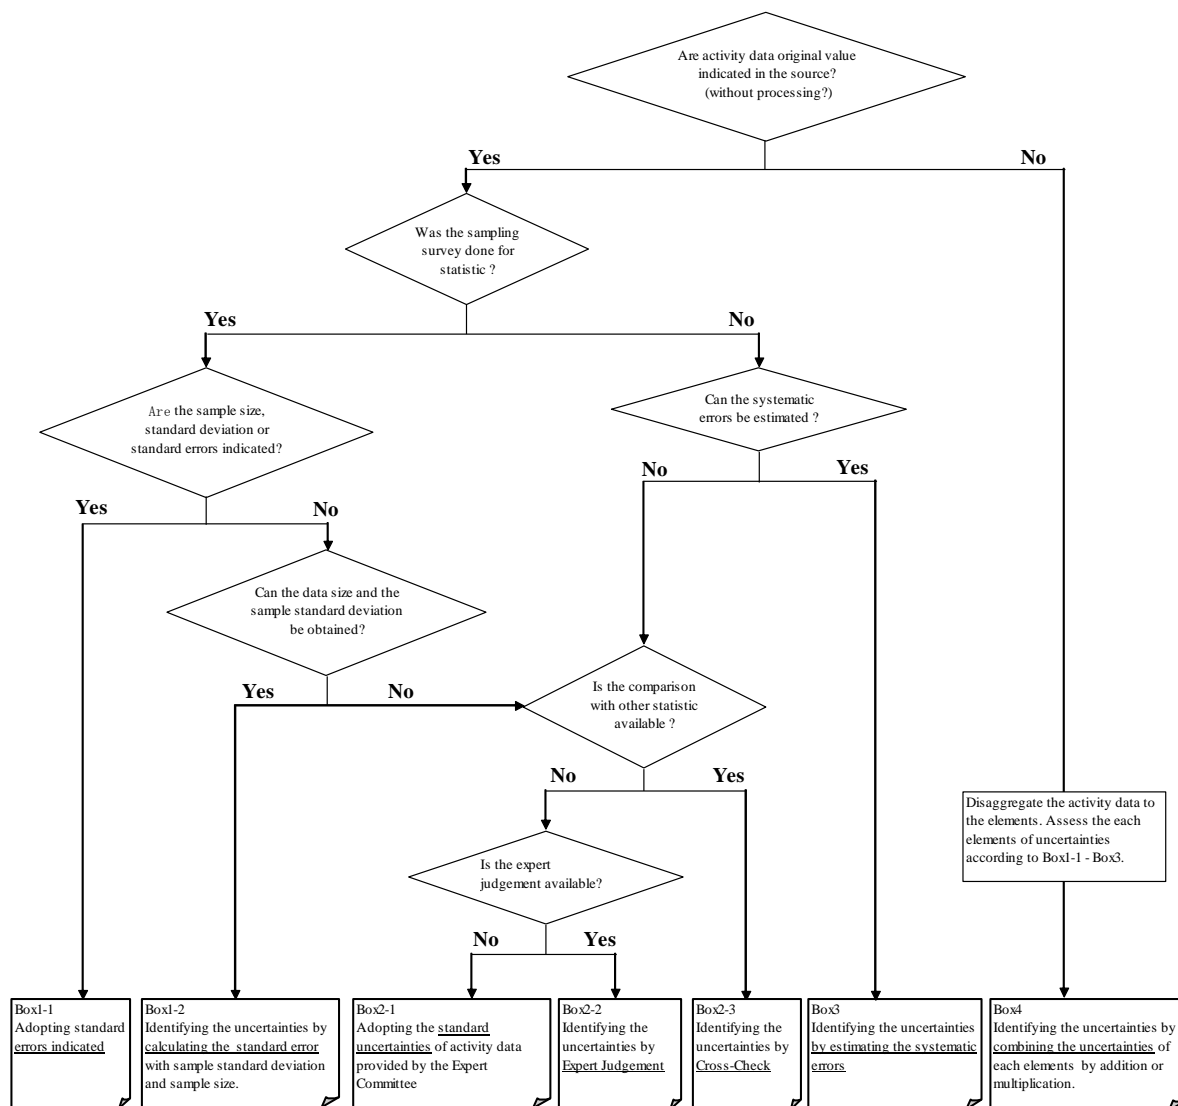 Are activity data original value
indicated in the source?
(without processing?)
Yes
No
Was the sampling
survey done for
statistic ?
Yes
No
Are the sample size,
standard deviation or
standard errors indicated?
Can the systematic
errors be estimated ?
No
Yes
Yes
No
Can the data size and the
sample standard deviation
be obtained?
Yes
No
Is the comparison
with other statistic
available ?
No
Yes
Disaggregate the activity data to
the elements. Assess the each
elements of uncertainties
according to Box1-1 - Box3.
Is the expert
judgement available?
No
Yes
Box1-1
Adopting standard
errors indicated
Box1-2
Identifying the uncertainties by
calculating the standard error
with sample standard deviation
and sample size.
Box2-1
Adopting the standard
uncertainties of activity data
provided by the Expert
Committee
Box2-2
Identifying the
uncertainties by
Expert Judgement
Box2-3
Identifying the
uncertainties by
Cross-Check
Box3
Identifying the uncertainties
by estimating the systematic
errors
Box4
Identifying the uncertainties by
combining the uncertainties of
each elements by addition or
multiplication.